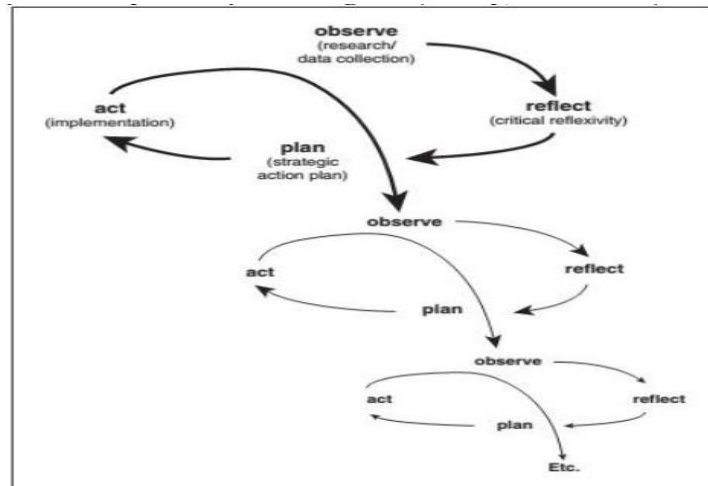 observe
(research/
data collection)
reflect
(critical reflexivity)
plan
(strategic
action plan)
act
(implementation)
observe
reflect
plan
act
observe
reflect
plan
act
Etc.